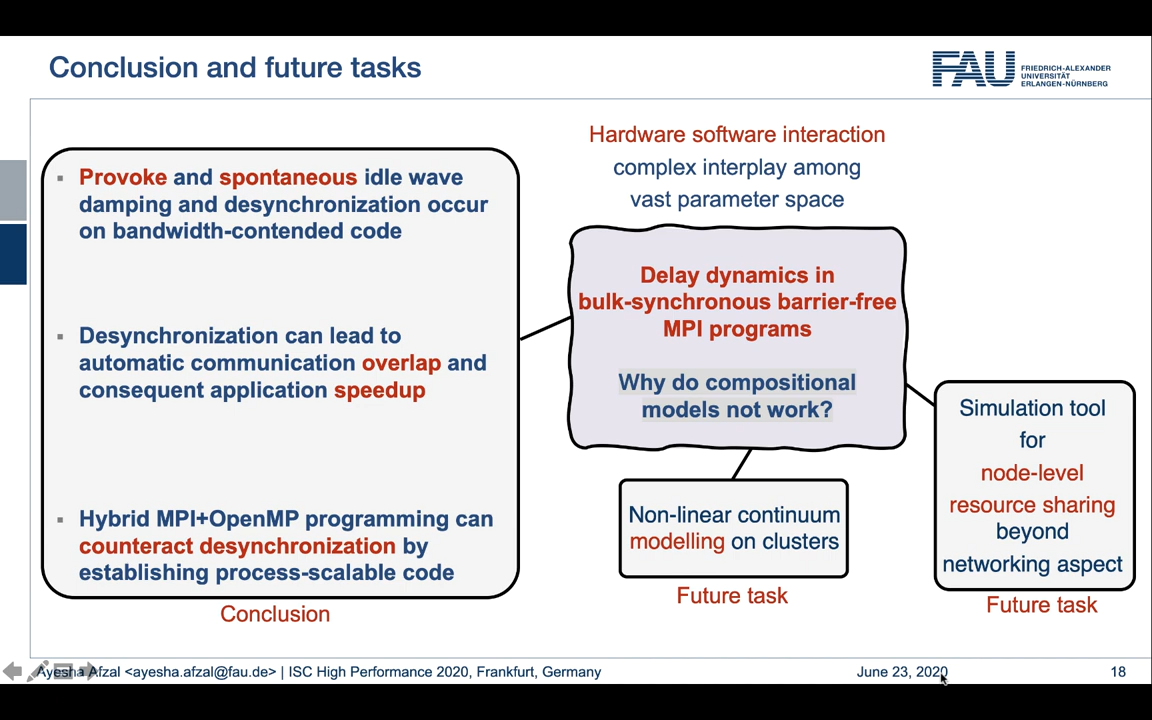 Conclusion and future tasks
FAU
FRIEDRICH-ALEXANDER
UNIVERSITÄT
ERLANGEN-NÜRNBERG
Provoke and spontaneous idle wave
damping and desynchronization occur
on bandwidth-contended code
Desynchronization can lead to
automatic communication overlap and
consequent application speedup
Hybrid MPI+OpenMP programming can
counteract desynchronization by
establishing process-scalable code
Conclusion
Hardware software interaction
complex interplay among
vast parameter space
Delay dynamics in
bulk-synchronous barrier-free
MPI programs
Why do compositional
models not work?
Non-linear continuum
modelling on clusters
Future task
Simulation tool
for
node-level
resource sharing
beyond
networking aspect
Future task
Ayesha Afzal <ayesha.afzal@fau.de> | ISC High Performance 2020, Frankfurt, Germany
June 23, 2020
18